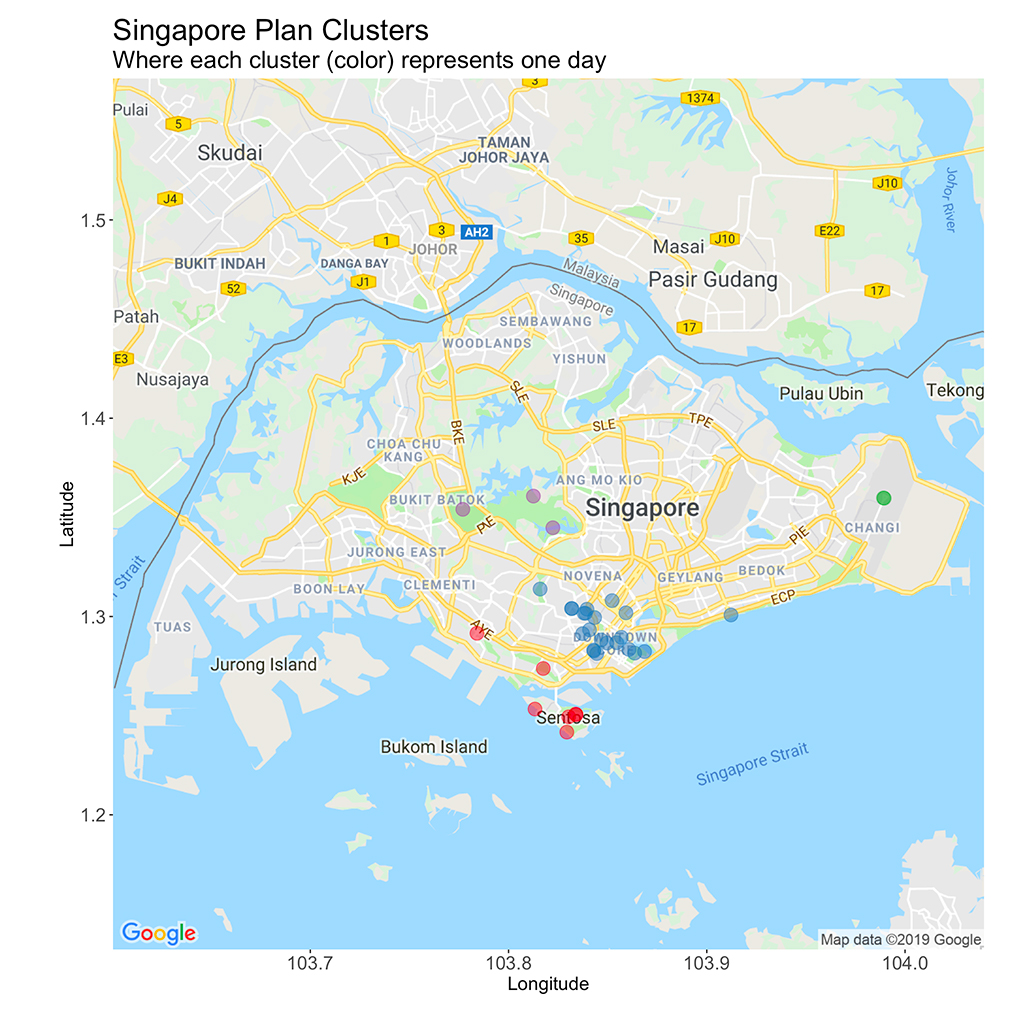 Singapore Plan Clusters
Where each cluster (color) represents one day
3
1374
Pulai
5
TAMAN
JOHOR JAYA
Skudai
J10
J4
Johor River
3
AH2
E22
1
35
J10
JOHOR
Masai
BUKIT INDAH
DANGA BAY
Malaysia
Pasir Gudang
J1
52
17
Singapore
Patah
SEMBAWANG
17
WOODLANDS
E3
YISHUN
Nusajaya
SLE
Pulau Ubin
Tekong
BKE
SLE
TPE
CHOA CHU
KANG
KJE
ANG MO KIO
BUKIT BATOK
Singapore
PIE
CHANGI
PIE
JURONG EAST
Strait
NOVENA
GEYLANG
BEDOK
BOON LAY
CLEMENTI
ECP
TUAS
AYE
DOWNTOWN
CORE
Jurong Island
Sentosa
Bukom Island
Singapore Strait
Google
Map data ©2019 Google
1.5
1.4
1.3
1.2
Latitude
103.7
103.8
103.9
104.0
Longitude